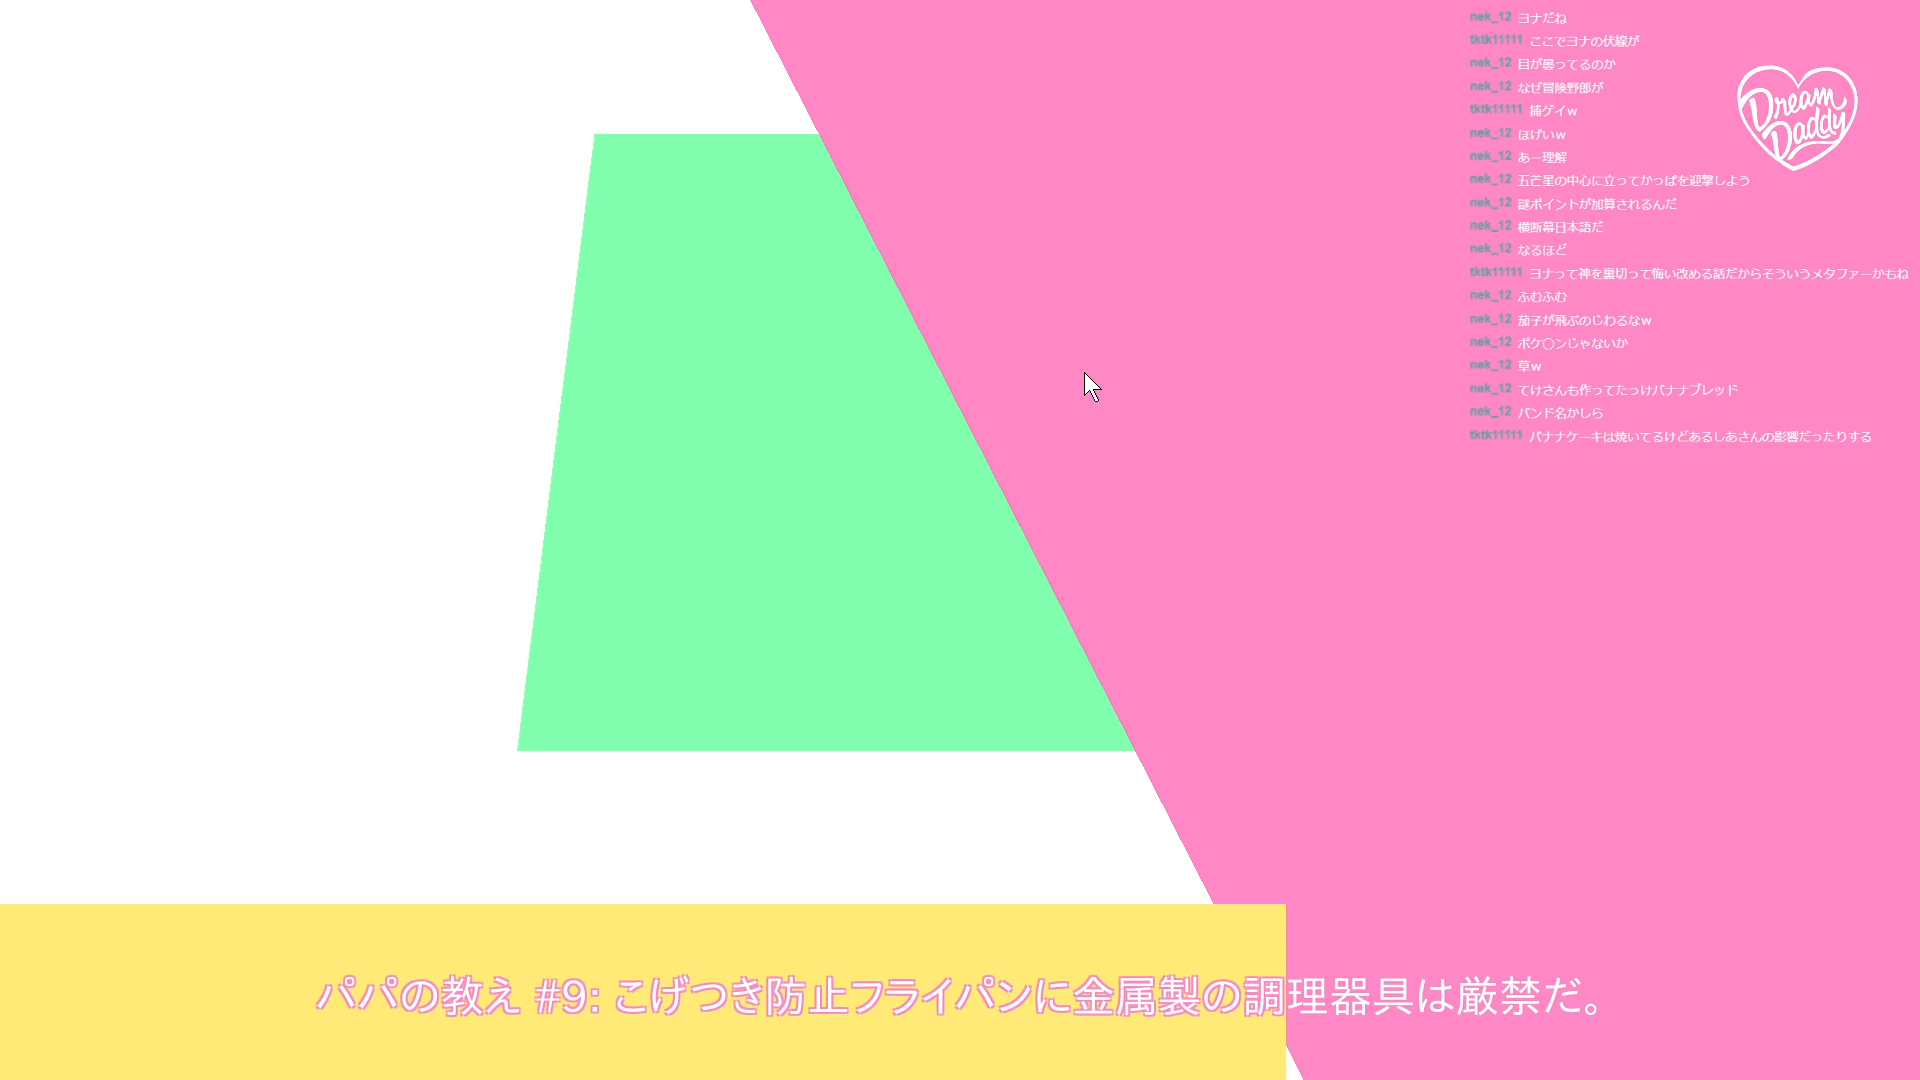 nek_12 ヨナだね
tktk11111 ここでヨナの伏線が
nek_12 目が曇ってるのか
nek_12 なぜ冒険野郎が
tktk11111 捕ゲイw
nek_12 ほげいw
nek_12 あー理解
nek_12 五芒星の中心に立ってかっぱを迎撃しよう
nek_12 謎ポイントが加算されるんだ
nek_12 横断幕日本語だ
nek_12 なるほど
tktk11111 ヨナって神を裏切って悔い改める話だからそういうメタファーかもね
nek_12 ふむふむ
nek_12 茄子が飛ぶのじわるなw
nek_12 ポケ〇ンじゃないか
nek_12 草w
nek_12 てけさんも作ってたっけバナナブレッド
nek_12 バンド名かしら
tktk11111 バナナケーキは焼いてるけどあるしあさんの影響だったりする
Dream
Daddy
パパの教え #9: こげつき防止フライパンに金属製の調理器具は厳禁だ。